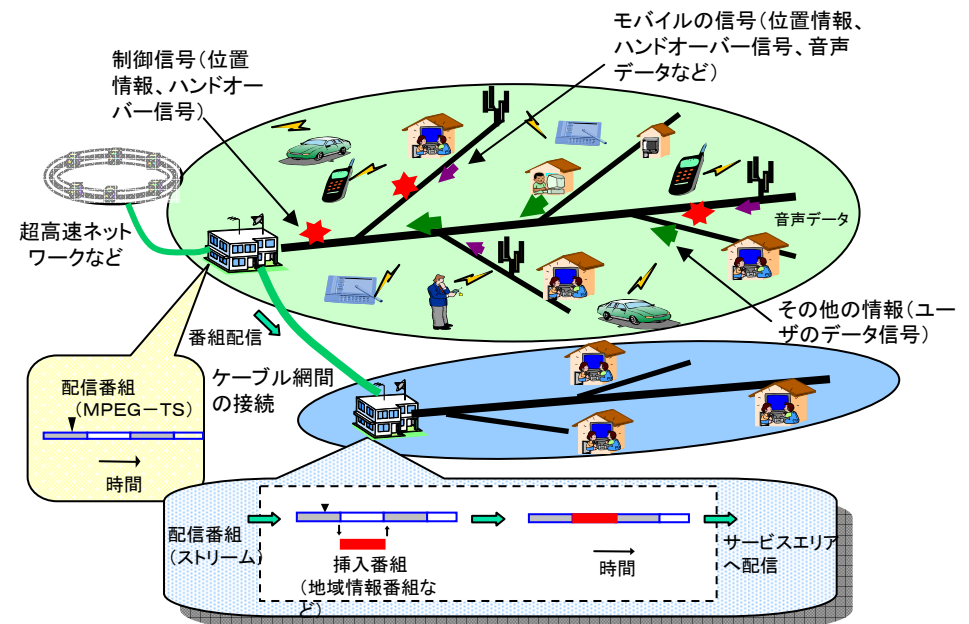 モバイルの信号(位置情報、
ハンドオーバー信号、音声
データなど)
制御信号(位置
情報、ハンドオー
バー信号)
音声データ
超高速ネット
ワークなど
その他の情報(ユー
ザのデータ信号)
番組配信
ケーブル網間
の接続
配信番組
(MPEG-TS)
時間
配信番組
(ストリーム)
挿入番組
(地域情報番組な
ど)
時間
サービスエリア
へ配信